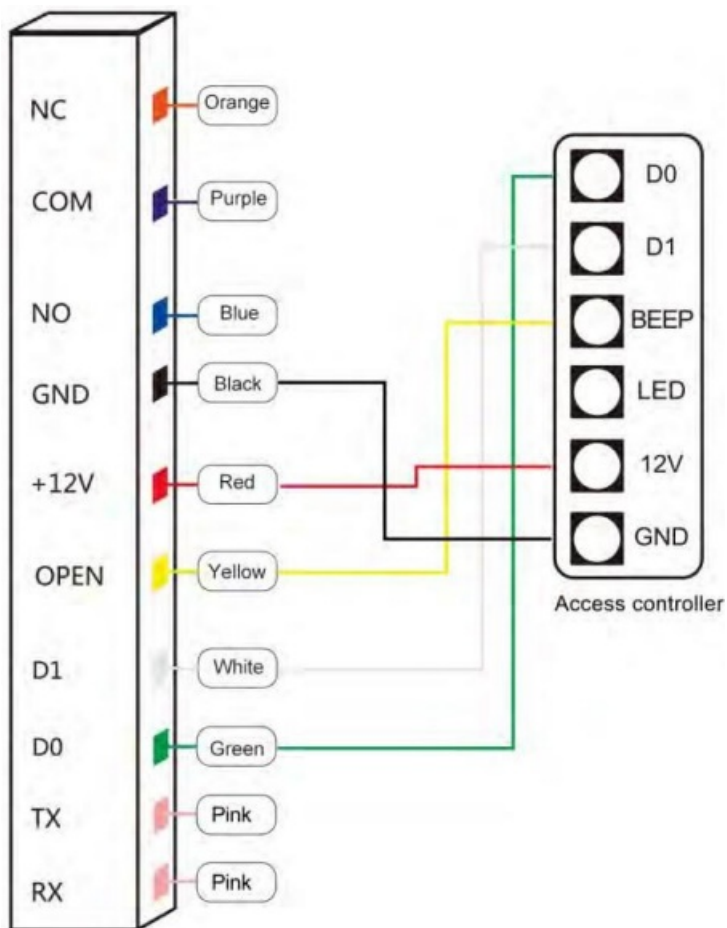 NC Orange
COM Purple
NO Blue
GND Black
+12V Red
OPEN Yellow
D1 White
D0 Green
TX Pink
RX Pink
D0
D1
BEEP
LED
12V
GND
Access controller